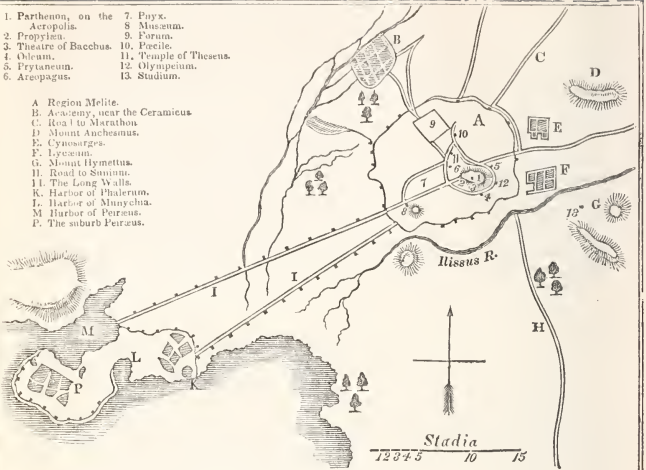 1. Parthenon, on the Acropolis.
2. Propylæa.
3. Theatre of Bacchus.
4. Odeum.
5. Prytaneum.
6. Areopagus.
7. Pnyx.
8 Musæum.
9. Forum.
10. Pœcile.
11. Temple of Theseus.
12. Olympeium.
13. Stadium.
A Region Melite.
B. Academy, near the Ceramicus.
C. Road to Marathon
D Mount Anchesmus.
E. Cynosarges.
F. Lycæum.
G. Mount Hymettus.
H. Road to Sunium.
I I. The Long Walls.
K. Harbor of Phalerum.
L. Harbor of Munychia.
M Harbor of Peiræus.
P. The suburb Peiræus.
B
C
D
A
9
10
E
11
6
5
F
7
1
12
4
8
G
13
Ilissus R.
I
I
H
M
L
P
K
Stadia
1 2 3 4 5 10 15